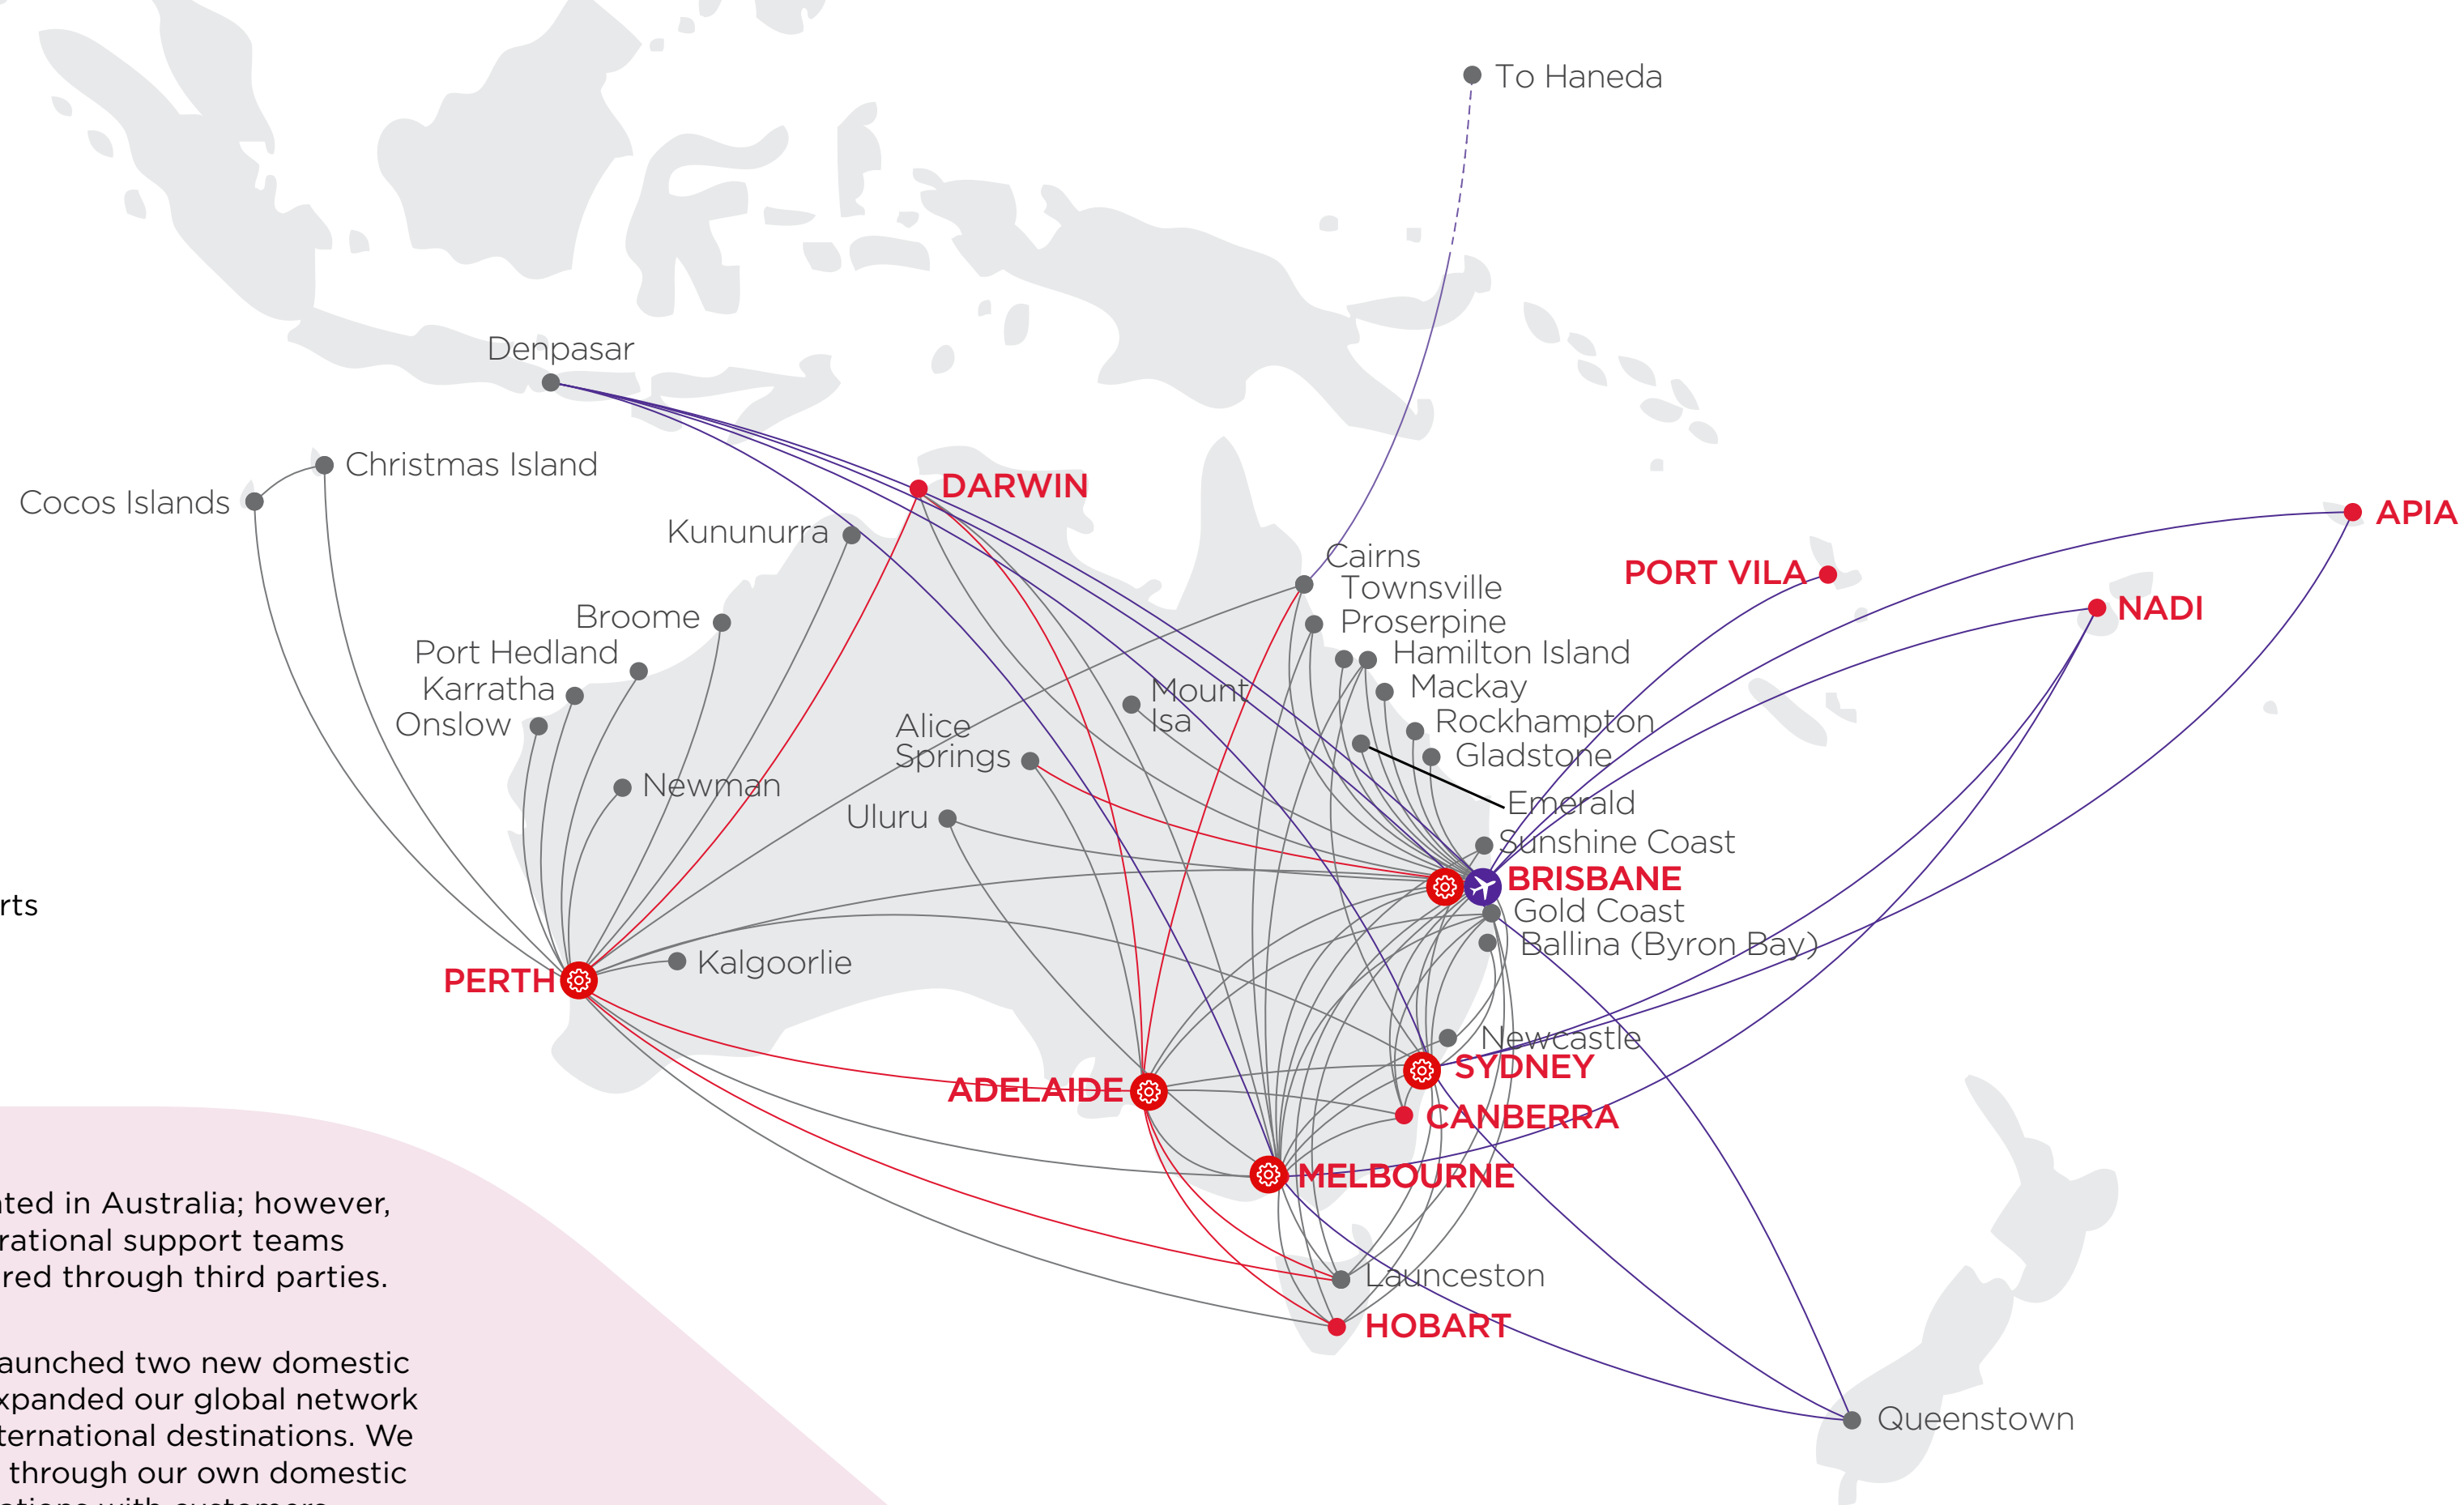 To Haneda
Denpasar
Christmas Island
DARWIN
Cocos Islands
APIA
Kununurra
Cairns
PORT VILA
Townsville
NADI
Broome
Proserpine
Port Hedland
Hamilton Island
Karratha
Mount
Isa
Mackay
Onslow
Alice
Springs
Rockhampton
Gladstone
Newman
Emerald
Uluru
Sunshine Coast
BRISBANE
rts
Gold Coast
Ballina (Byron Bay)
Kalgoorlie
PERTH
Newcastle
SYDNEY
ADELAIDE
CANBERRA
MELBOURNE
Launceston
HOBART
Queenstown
ated in Australia; however,
rational support teams
red through third parties.
aunched two new domestic
xpanded our global network
ternational destinations. We
through our own domestic
ations with customers